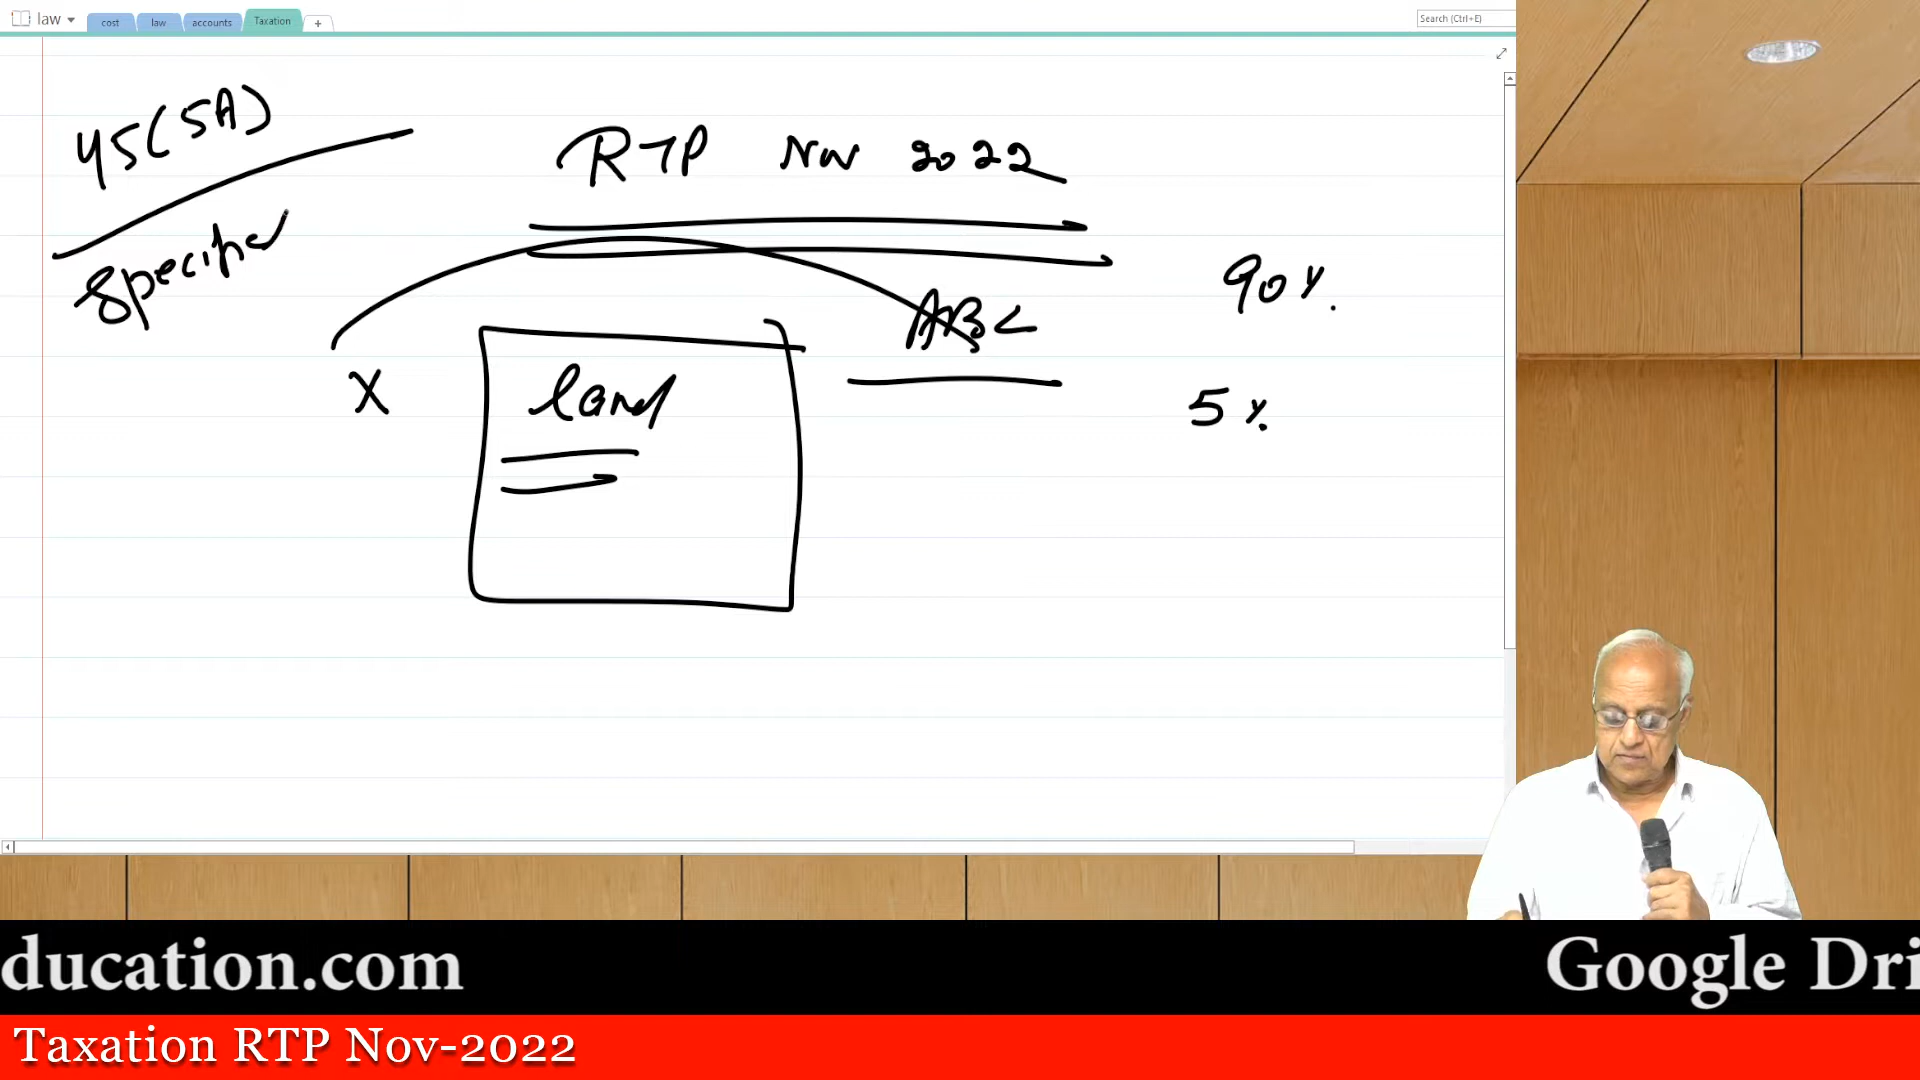 law
cost
law
accounts
Taxation
+
Search (Ctrl+E)
45(5A)
RTP Nov 2022
90%.
ABC
X
land
5%.
ducation.com
Google Dri
Taxation RTP Nov-2022